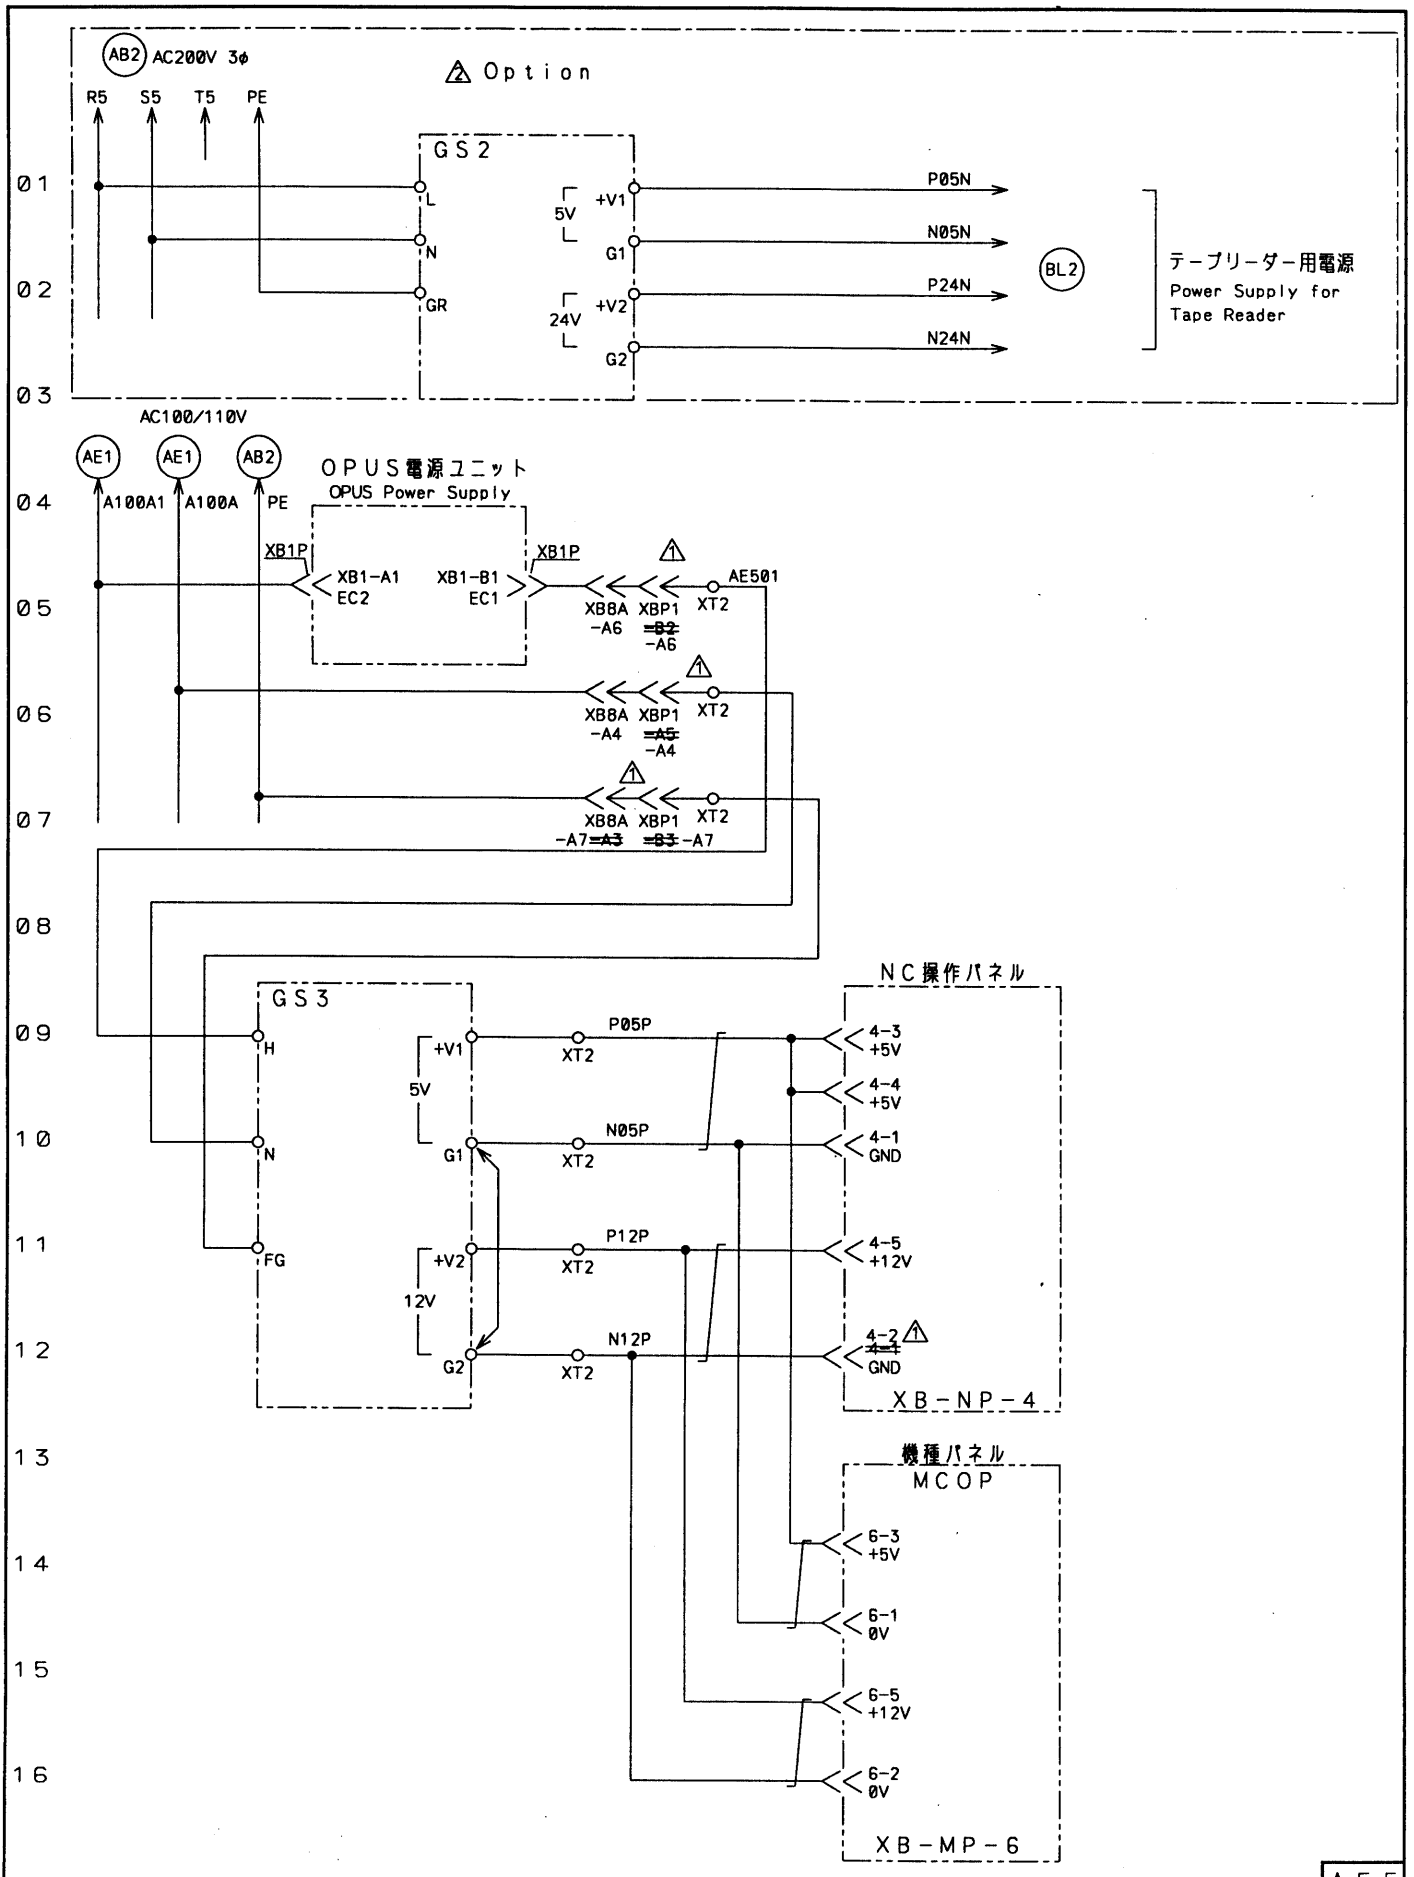 AB2 AC200V 3φ
2 Option
R5 S5 T5 PE
GS2
01
L
5V
+V1
P05N
N
G1
N05N
BL2
テープリーダー用電源
Power Supply for
Tape Reader
02
GR
24V
+V2
P24N
G2
N24N
03
AC100/110V
AE1 AE1 AB2
OPUS電源ユニット
OPUS Power Supply
04
A100A1 A100A PE
XB1P
XB1-A1
EC2
XB1-B1
EC1
XB1P
1
AE501
05
XB8A XBP1 XT2
-A6 -B2
-A6
1
06
XB8A XBP1 XT2
-A4 -A5
-A4
1
07
XB8A XBP1 XT2
-A7 -A3 -B3 -A7
08
NC操作パネル
GS3
09
H
+V1
XT2
P05P
4-3
+5V
5V
4-4
+5V
10
N
G1
XT2
N05P
4-1
GND
11
FG
+V2
XT2
P12P
4-5
+12V
12V
12
G2
XT2
N12P
4-2 1
4-1
GND
XB-NP-4
13
機種パネル
MCOP
14
6-3
+5V
6-1
0V
15
6-5
+12V
16
6-2
0V
XB-MP-6